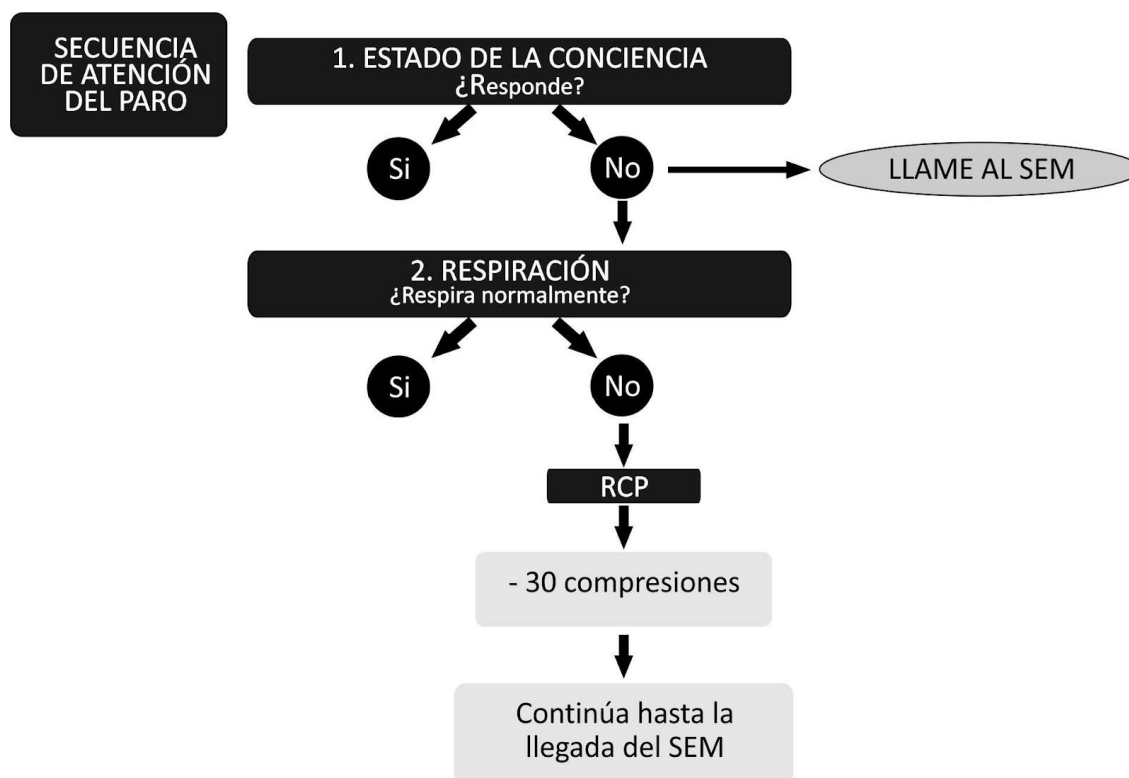 SECUENCIA
DE ATENCIÓN
DEL PARO
1. ESTADO DE LA CONCIENCIA
¿Responde?
Si
No
LLAME AL SEM
2. RESPIRACIÓN
¿Respira normalmente?
Si
No
RCP
- 30 compresiones
Continúa hasta la
llegada del SEM